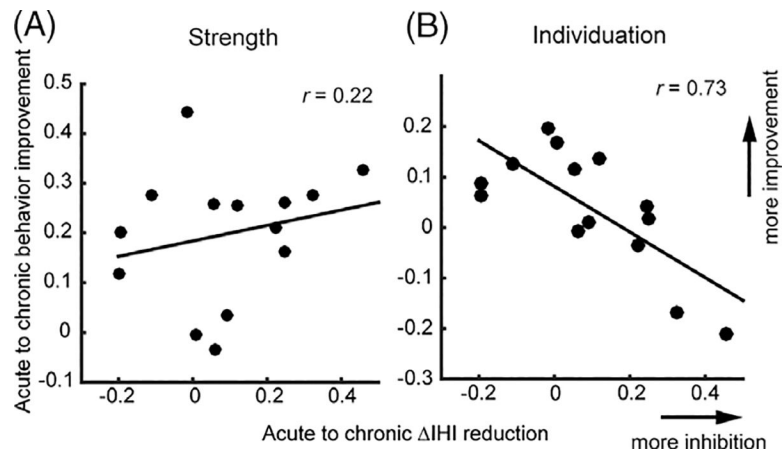 (A)
Strength
r = 0.22
Acute to chronic behavior improvement
0.5
0.4
0.3
0.2
0.1
0
-0.1
-0.2
0
0.2
0.4
(B)
Individuation
r = 0.73
more improvement
0.2
0.1
0
-0.1
-0.2
-0.3
-0.2
0
0.2
0.4
Acute to chronic ΔIHI reduction
more inhibition